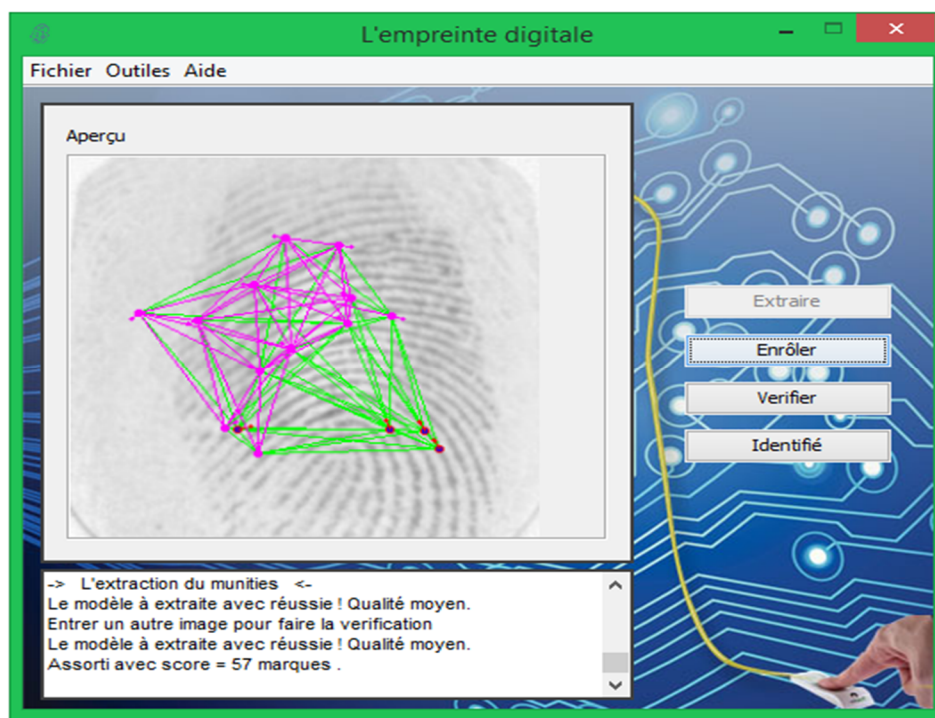 L'empreinte digitale
Fichier Outiles Aide
Aperçu
Extraire
Enrôler
Verifier
Identifié
-> L'extraction du munities <-
Le modèle à extraite avec réussie ! Qualité moyen.
Entrer un autre image pour faire la verification
Le modèle à extraite avec réussie ! Qualité moyen.
Assorti avec score = 57 marques .